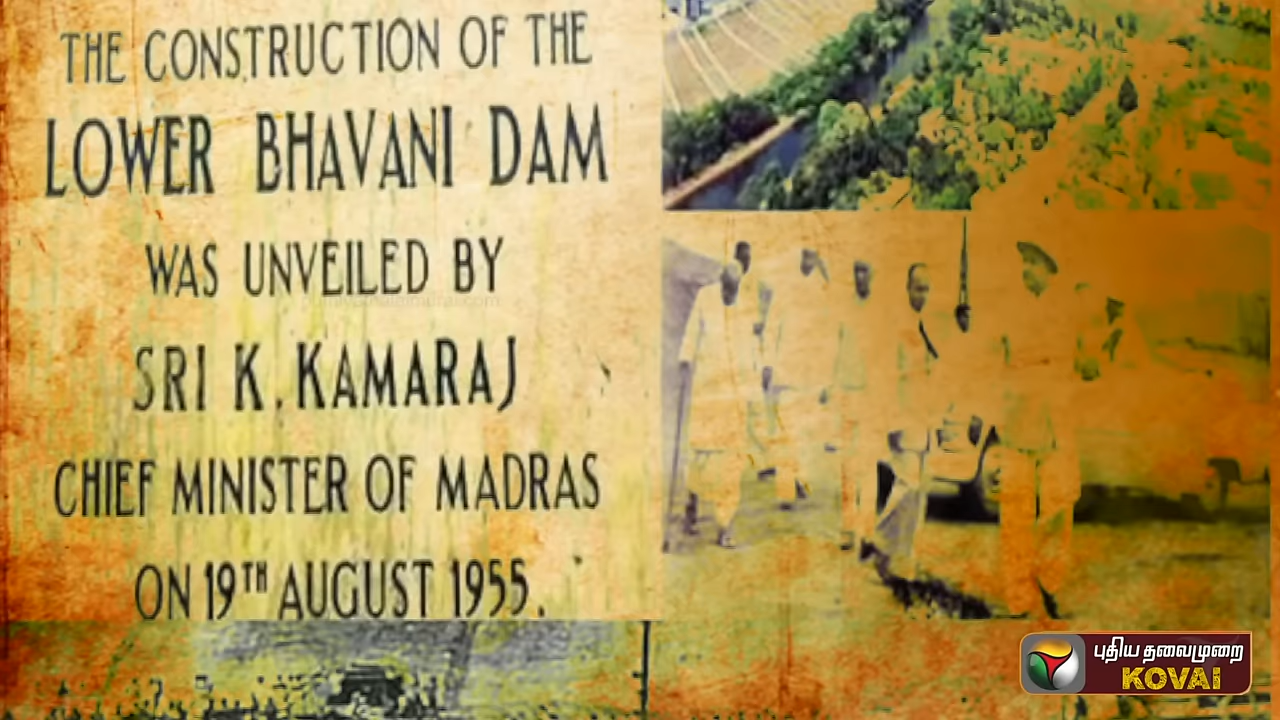 THE CONSTRUCTION OF THE
LOWER BHAVANI DAM
WAS UNVEILED BY
SRI K. KAMARAJ
CHIEF MINISTER OF MADRAS
ON 19TH AUGUST 1955.
புதிய தலைமுறை
KOVAI